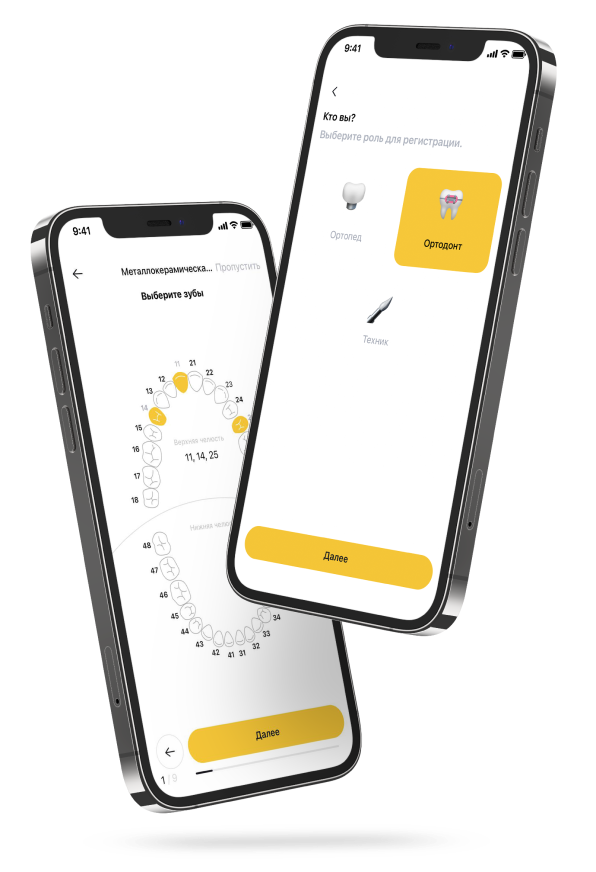 9:41
Кто вы?
Выберите роль для регистрации.
Ортопед
Ортодонт
Техник
Далее
9:41
Металлокерамическа... Пропустить
Выберите зубы
11 21
12 22
13 23
14 24
15
16
17
18
Верхняя челюсть
11, 14, 25
Нижняя
48
47
46
45
44
43
42
41 31
32
33
34
Далее
1 / 9